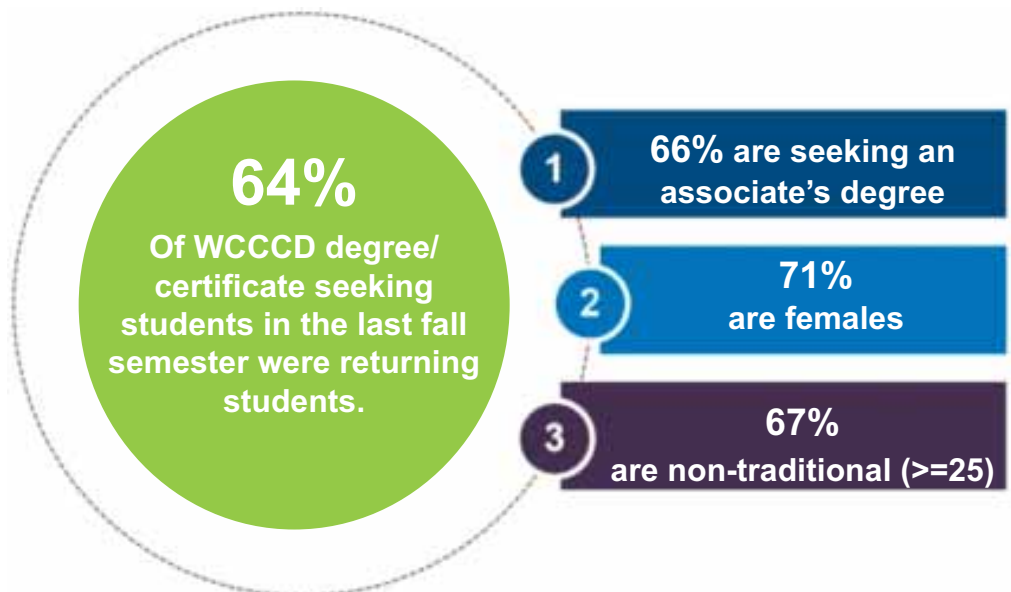 64%
Of WCCCD degree/
certificate seeking
students in the last fall
semester were returning
students.
1
66% are seeking an
associate's degree
2
71%
are females
3
67%
are non-traditional (>=25)